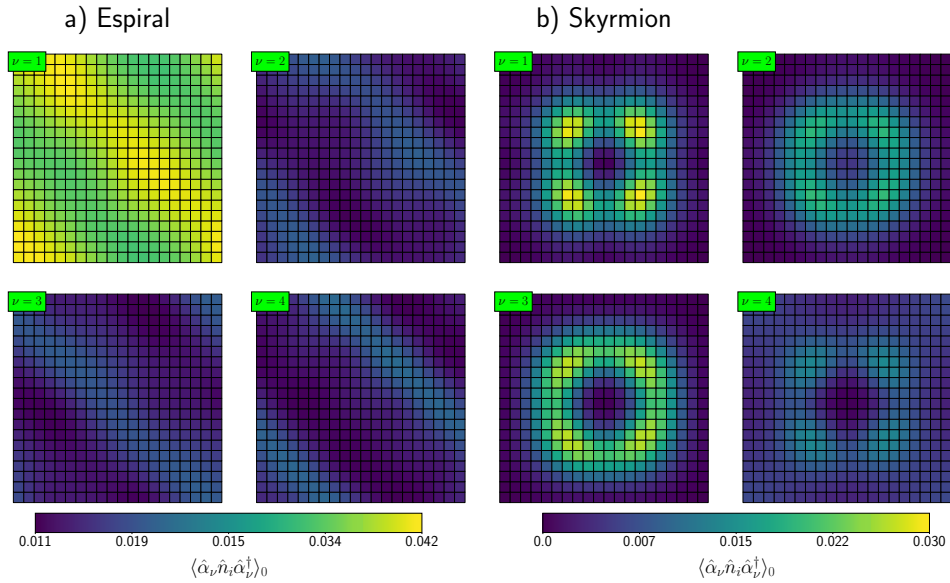 a) Espiral
b) Skyrmion
ν = 1
ν = 2
ν = 1
ν = 2
ν = 3
ν = 4
ν = 3
ν = 4
0.011 0.019 0.015 0.034 0.042
0.0 0.007 0.015 0.022 0.030
⟨α̂_ν n̂_i α̂_ν^†⟩_0
⟨α̂_ν n̂_i α̂_ν^†⟩_0